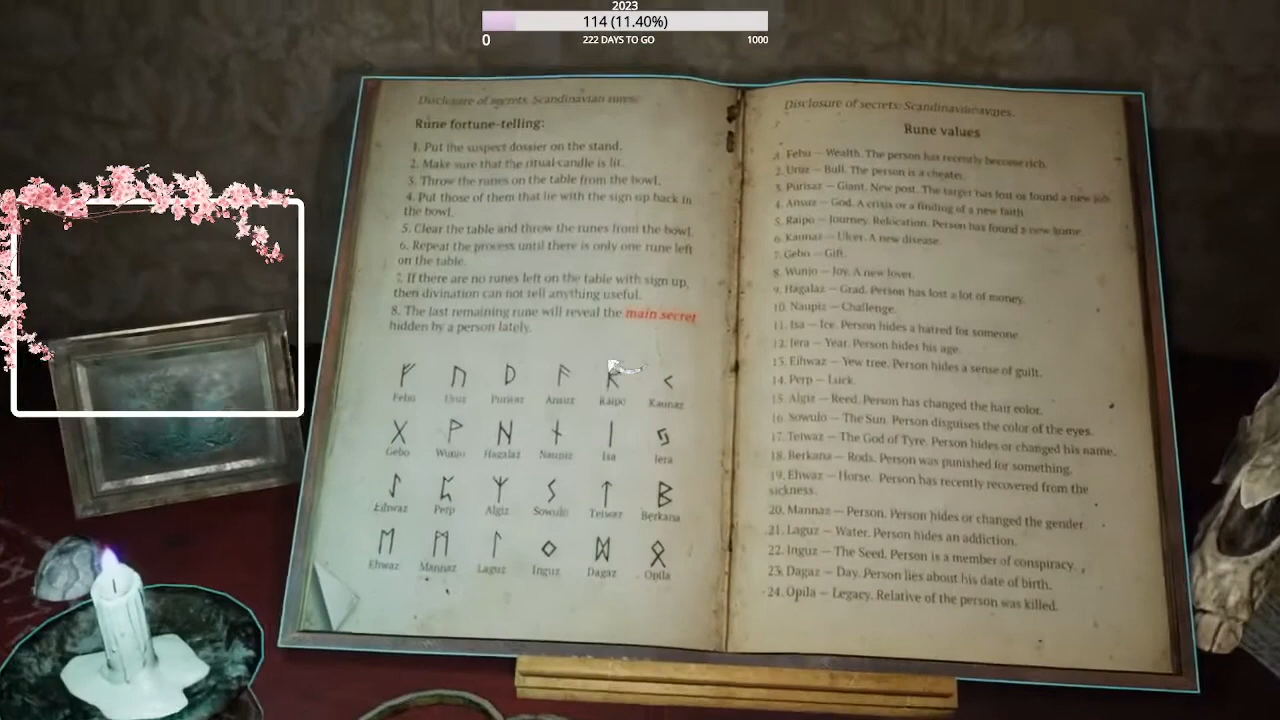 2023
114 (11.40%)
0 222 DAYS TO GO 1000
Disclosure of secrets. Scandinavian runes.
Rune fortune-telling:
1. Put the suspect dossier on the stand.
2. Make sure that the ritual candle is lit.
3. Throw the runes on the table from the bowl.
4. Put those of them that lie with the sign up back in
the bowl.
5. Clear the table and throw the runes from the bowl.
6. Repeat the process until there is only one rune left
on the table.
7. If there are no runes left on the table with sign up,
then divination can not tell anything useful.
8. The last remaining rune will reveal the main secret
hidden by a person lately.
Fehu Uruz Purisaz Ansuz Raipo Kaunaz
Gebo Wunjo Hagalaz Naupiz Isa Iera
Eihwaz Perp Algiz Sowulo Teiwaz Berkana
Ehwaz Mannaz Laguz Inguz Dagaz Opila
Disclosure of secrets. Scandinavian runes.
Rune values
1. Fehu — Wealth. The person has recently become rich.
2. Uruz — Bull. The person is a cheater.
3. Purisaz — Giant. New post. The target has lost os found a new job.
4. Ansuz — God. A crisis or a finding of a new faith.
5. Raipo — Journey. Relocation. Person has found a new home.
6. Kaunaz — Ulcer. A new disease.
7. Gebo — Gift.
8. Wunjo — Joy. A new lover.
9. Hagalaz — Grad. Person has lost a lot of money.
10. Naupiz — Challenge.
11. Isa — Ice. Person hides a hatred for someone.
12. Iera — Year. Person hides his age.
13. Eihwaz — Yew tree. Person hides a sense of guilt.
14. Perp — Luck.
15. Algiz — Reed. Person has changed the hair color.
16. Sowulo — The Sun. Person disguises the color of the eyes.
17. Teiwaz — The God of Tyre. Person hides or changed his name.
18. Berkana — Rods. Person was punished for something.
19. Ehwaz — Horse. Person has recently recovered from the
sickness.
20. Mannaz — Person. Person hides or changed the gender.
21. Laguz — Water. Person hides an addiction.
22. Inguz — The Seed. Person is a member of conspiracy.
23. Dagaz — Day. Person lies about his date of birth.
24. Opila — Legacy. Relative of the person was killed.